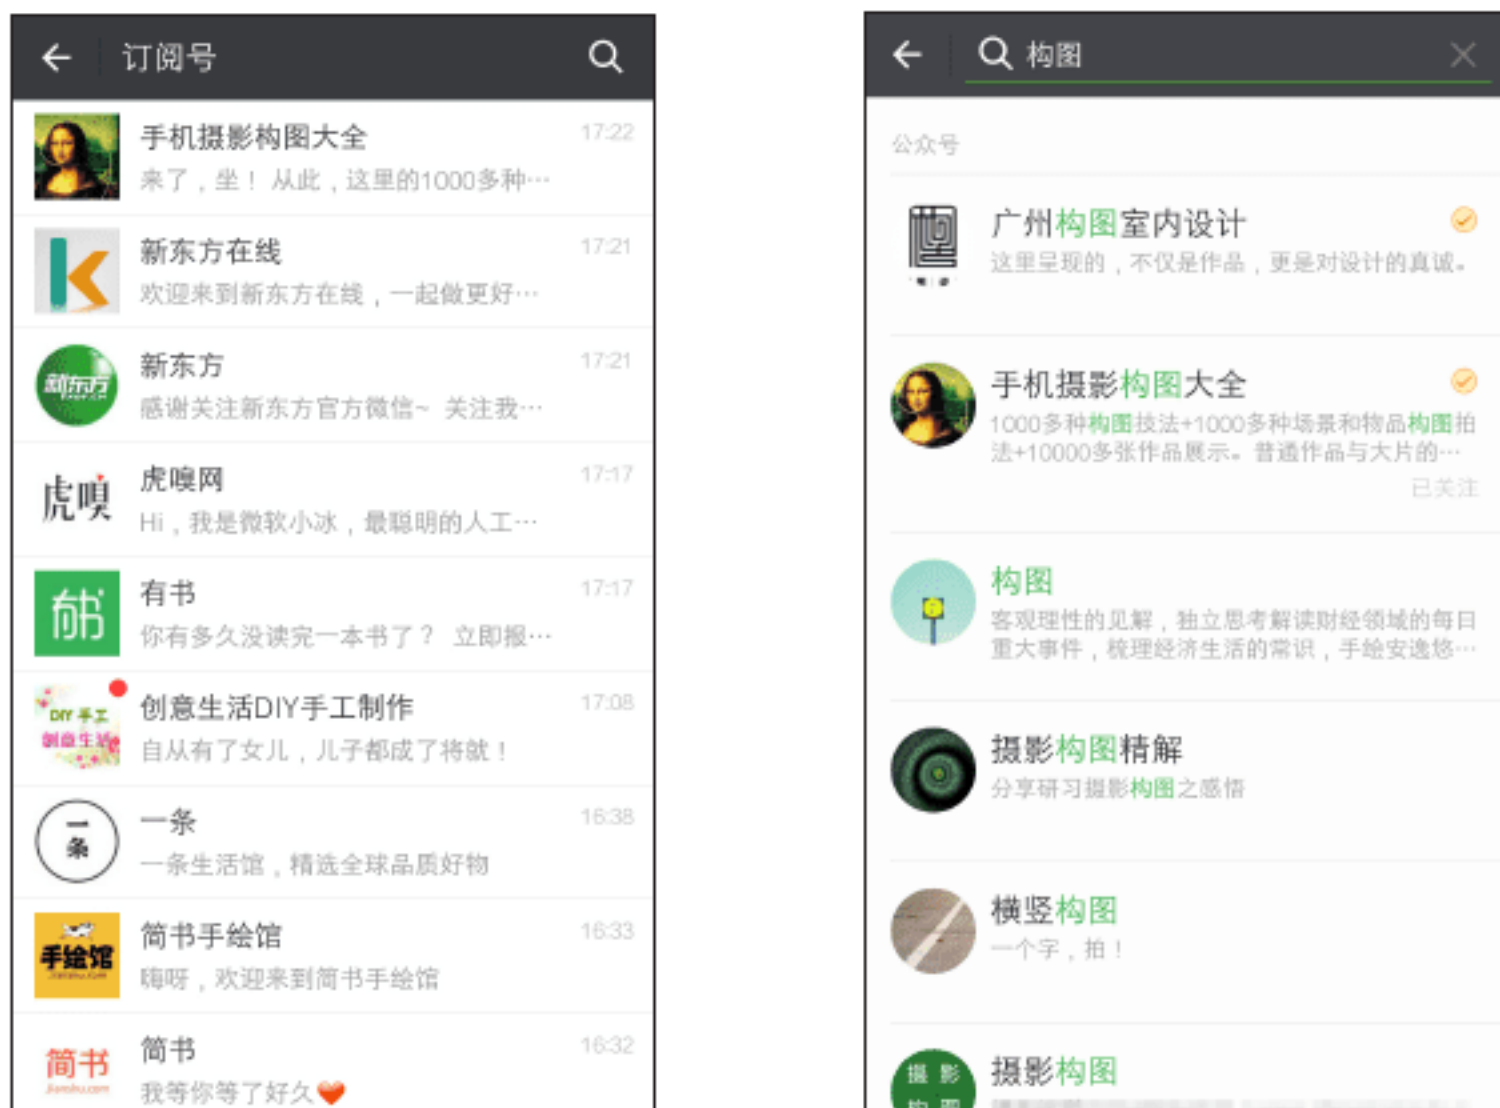 订阅号
手机摄影构图大全 17:22
来了，坐！ 从此，这里的1000多种…
新东方在线 17:21
欢迎来到新东方在线，一起做更好…
新东方
新东方 17:21
感谢关注新东方官方微信~ 关注我…
虎嗅
虎嗅网 17:17
Hi，我是微软小冰，最聪明的人工…
有书
有书 17:17
你有多久没读完一本书了？ 立即报…
DIY 手工
创意生活
创意生活DIY手工制作 17:08
自从有了女儿，儿子都成了将就！
一条
一条 16:38
一条生活馆，精选全球品质好物
手绘馆
简书手绘馆 16:33
嗨呀，欢迎来到简书手绘馆
简书
Jianshu.com
简书 16:32
我等你等了好久
构图
公众号
广州构图室内设计
这里呈现的，不仅是作品，更是对设计的真诚。
手机摄影构图大全
1000多种构图技法+1000多种场景和物品构图拍
法+10000多张作品展示。普通作品与大片的…
已关注
构图
客观理性的见解，独立思考解读财经领域的每日
重大事件，梳理经济生活的常识，手绘安逸悠…
摄影构图精解
分享研习摄影构图之感悟
横竖构图
一个字，拍！
摄影
摄影构图